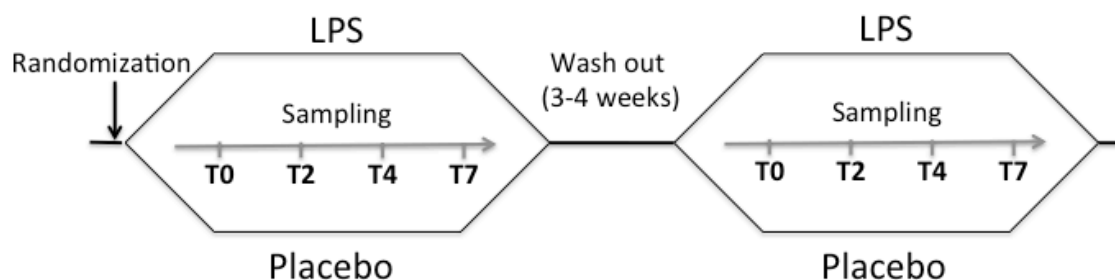 LPS
Randomization
Sampling
T0 T2 T4 T7
Placebo
Wash out
(3-4 weeks)
LPS
Sampling
T0 T2 T4 T7
Placebo